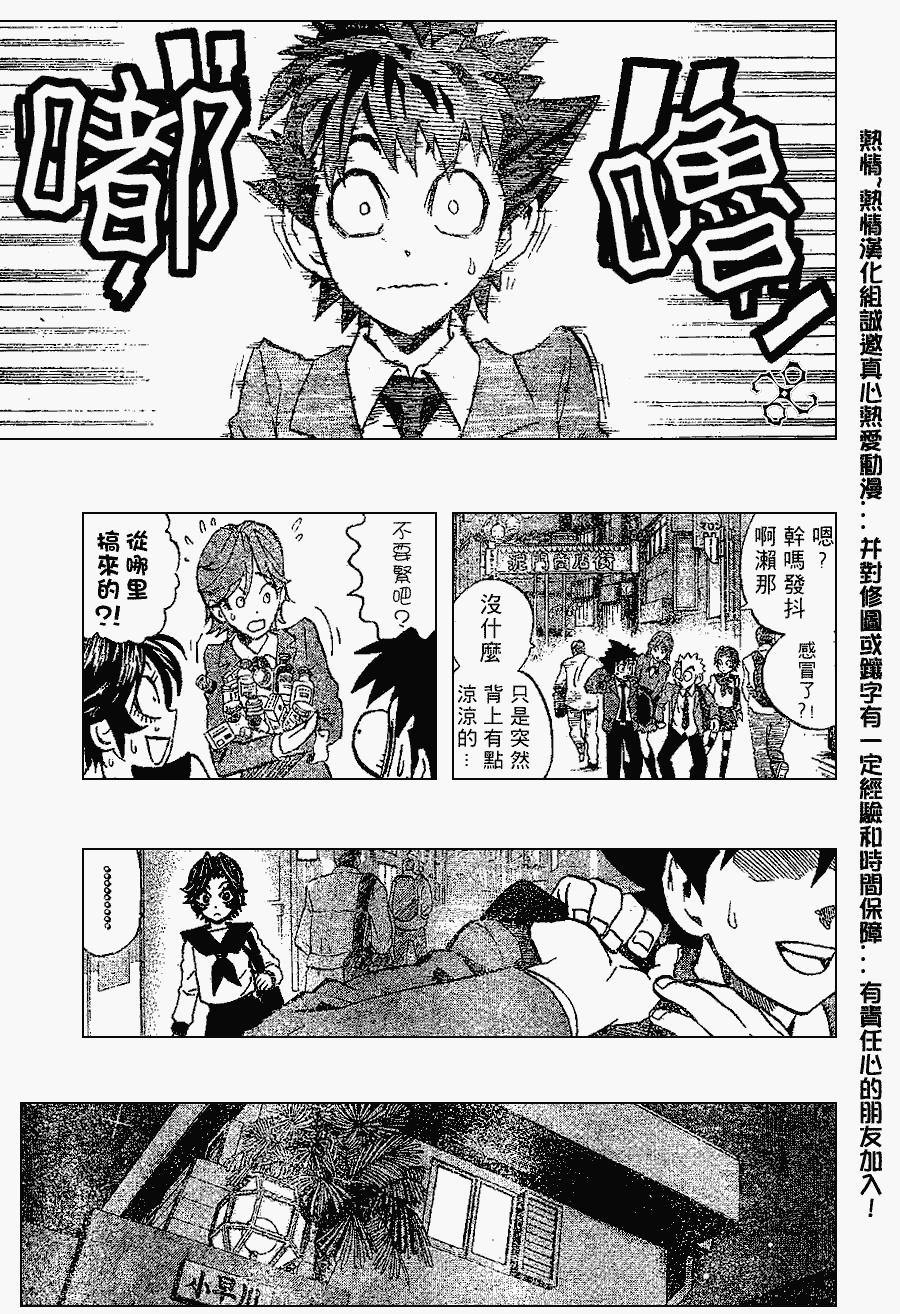 嚕
嘟
嗯?
幹嗎發抖
啊瀨那
感冒了?!
沒什麼
只是突然
背上有點
涼涼的…
泥門商店街
不要緊吧?
從哪里
搞來的?!
………
小早川
熱情~熱情漢化組誠邀真心熱愛動漫...并對修圖或鑲字有一定經驗和時間保障...有責任心的朋友加入!